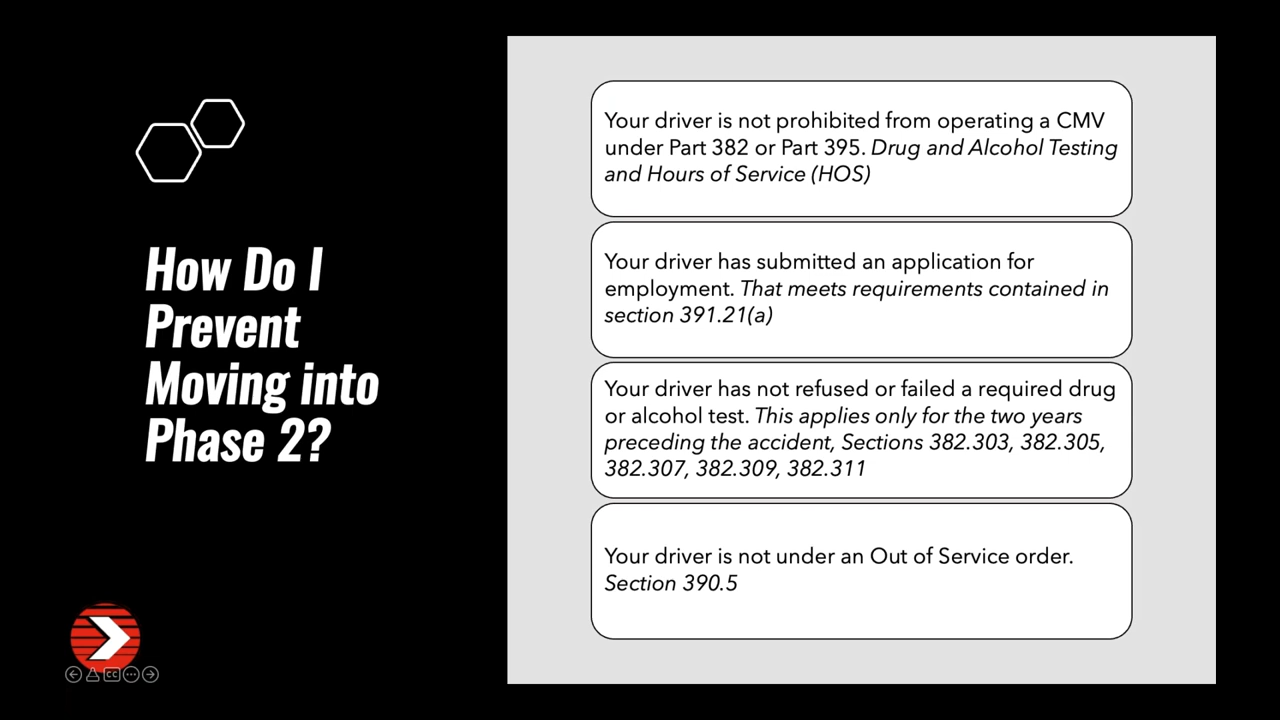 How Do I
Prevent
Moving into
Phase 2?
Your driver is not prohibited from operating a CMV
under Part 382 or Part 395. Drug and Alcohol Testing
and Hours of Service (HOS)
Your driver has submitted an application for
employment. That meets requirements contained in
section 391.21(a)
Your driver has not refused or failed a required drug
or alcohol test. This applies only for the two years
preceding the accident, Sections 382.303, 382.305,
382.307, 382.309, 382.311
Your driver is not under an Out of Service order.
Section 390.5
CC